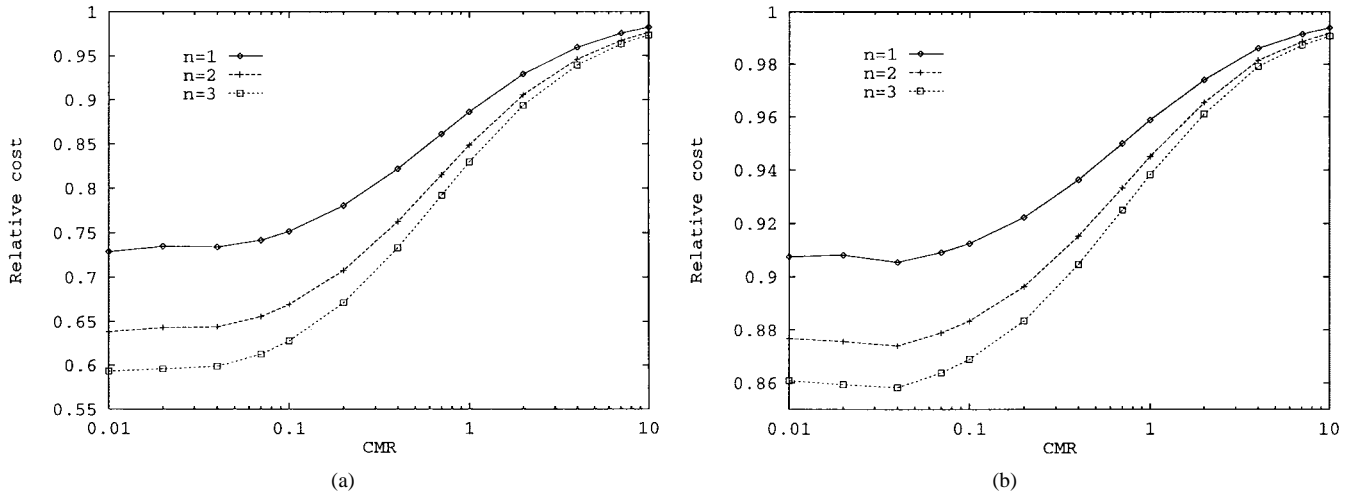 1
0.95
0.9
0.85
0.8
0.75
0.7
0.65
0.6
0.55
Relative cost
n=1
n=2
n=3
0.01
0.1
1
10
CMR
(a)
1
0.98
0.96
0.94
0.92
0.9
0.88
0.86
Relative cost
n=1
n=2
n=3
0.01
0.1
1
10
CMR
(b)